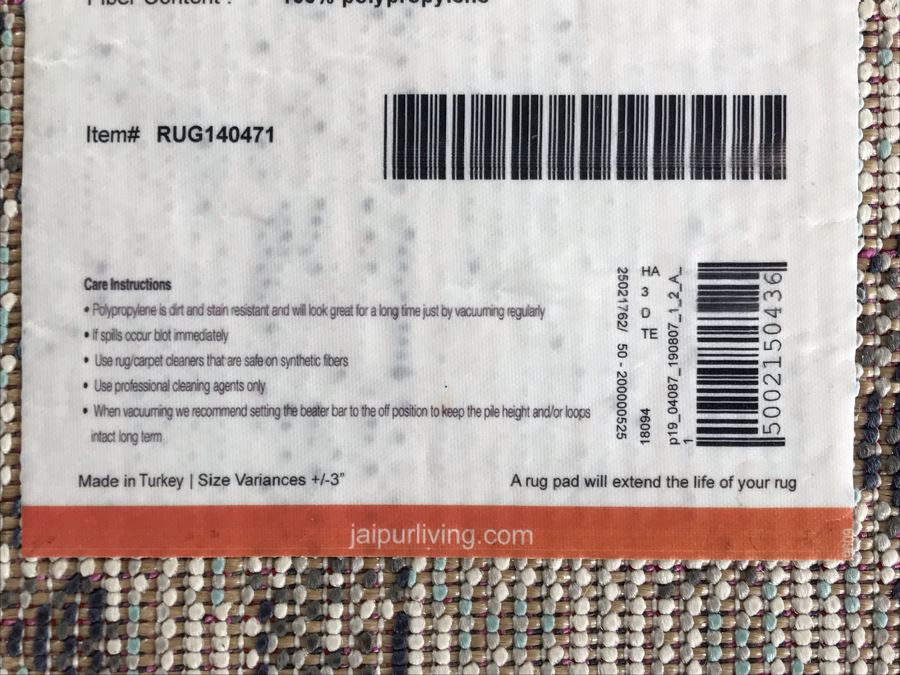 Fiber Content : 100% polypropylene
Item# RUG140471
Care Instructions
• Polypropylene is dirt and stain resistant and will look great for a long time just by vacuuming regularly
• If spills occur blot immediately
• Use rug/carpet cleaners that are safe on synthetic fibers
• Use professional cleaning agents only
• When vacuuming we recommend setting the beater bar to the off position to keep the pile height and/or loops
intact long term
25021762/ 50 - 200000525
HA
3
D
TE
18094
p19_04087_190807_1_2_A_
1
5002150436
Made in Turkey | Size Variances +/-3”
A rug pad will extend the life of your rug
jaipurliving.com